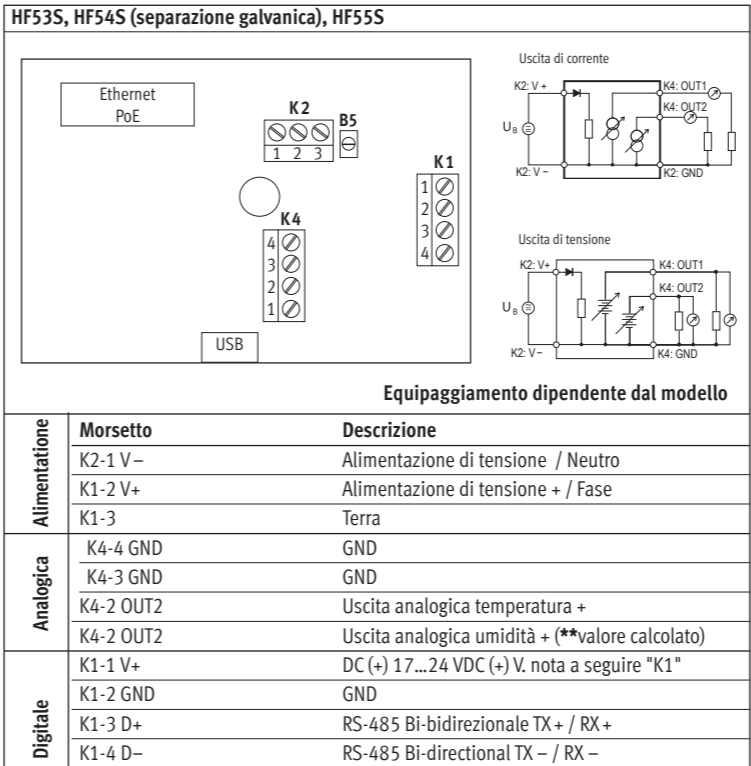 HF53S, HF54S (separazione galvanica), HF55S
Ethernet
PoE
K2
1 2 3
B5
K1
1
2
3
4
K4
4
3
2
1
USB
Uscita di corrente
K2: V +
K4: OUT1
K4: OUT2
UB
K2: V –
K2: GND
Uscita di tensione
K2: V+
K4: OUT1
K4: OUT2
UB
K2: V–
K4: GND
Equipaggiamento dipendente dal modello
Alimentatione
Morsetto Descrizione
K2-1 V – Alimentazione di tensione / Neutro
K1-2 V+ Alimentazione di tensione + / Fase
K1-3 Terra
Analogica
K4-4 GND GND
K4-3 GND GND
K4-2 OUT2 Uscita analogica temperatura +
K4-2 OUT2 Uscita analogica umidità + (**valore calcolato)
Digitale
K1-1 V+ DC (+) 17...24 VDC (+) V. nota a seguire "K1"
K1-2 GND GND
K1-3 D+ RS-485 Bi-bidirezionale TX + / RX +
K1-4 D– RS-485 Bi-directional TX – / RX –